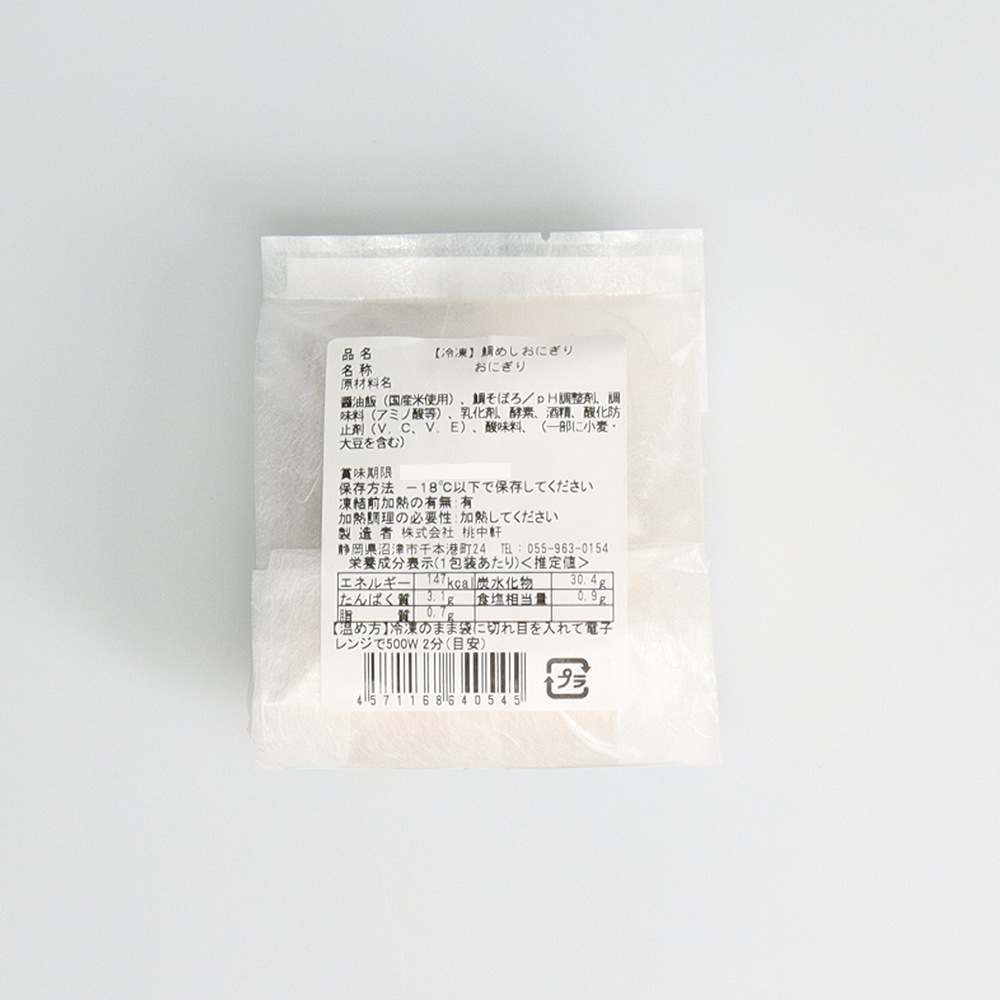 品名 【冷凍】鯛めしおにぎり
名称 おにぎり
原材料名
醤油飯（国産米使用）、鯛そぼろ／ｐＨ調整剤、調
味料（アミノ酸等）、乳化剤、酵素、酒精、酸化防
止剤（Ｖ．Ｃ、Ｖ．Ｅ）、酸味料、（一部に小麦・
大豆を含む）
賞味期限
保存方法 －18℃以下で保存してください
凍結前加熱の有無:有
加熱調理の必要性:加熱してください
製造者 株式会社 桃中軒
静岡県沼津市千本港町24 TEL：055-963-0154
栄養成分表示(1包装あたり)＜推定値＞
エネルギー 147kcal 炭水化物 30.4g
たんぱく質 3.1g 食塩相当量 0.9g
脂質 0.7g
【温め方】冷凍のまま袋に切れ目を入れて電子
レンジで500W 2分(目安)
4571168640545
プラ